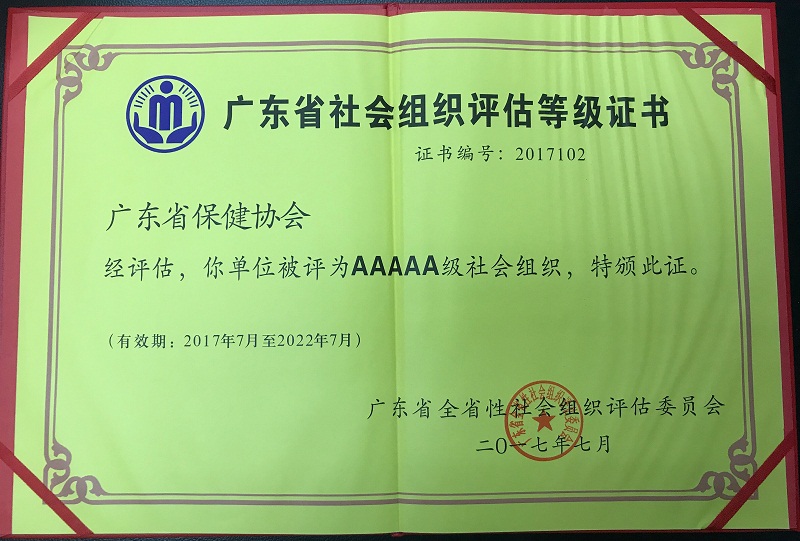 广东省社会组织评估等级证书
证书编号：2017102
广东省保健协会
经评估，你单位被评为AAAAA级社会组织，特颁此证。
（有效期：2017年7月至2022年7月）
广东省全省性社会组织评估委员会
二〇一七年七月